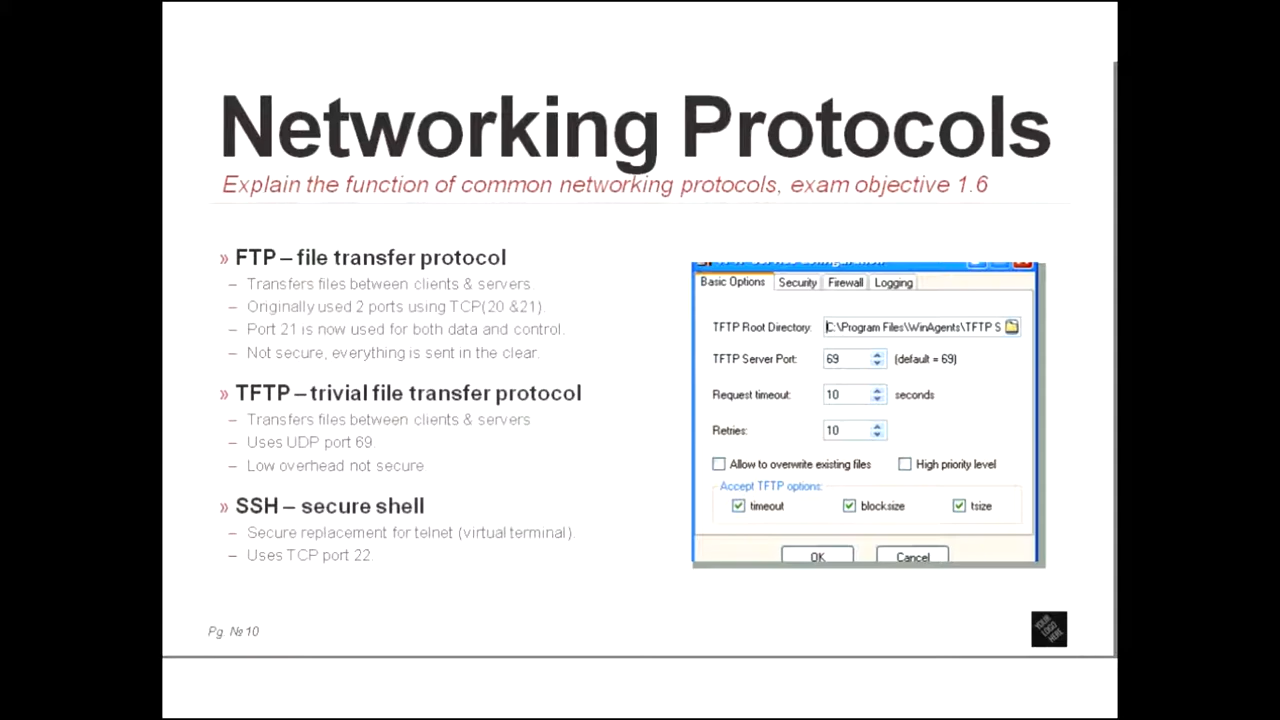 Networking Protocols
Explain the function of common networking protocols, exam objective 1.6
» FTP – file transfer protocol
– Transfers files between clients & servers
– Originally used 2 ports using TCP(20 &21).
– Port 21 is now used for both data and control.
– Not secure, everything is sent in the clear.
» TFTP – trivial file transfer protocol
– Transfers files between clients & servers
– Uses UDP port 69
– Low overhead not secure
» SSH – secure shell
– Secure replacement for telnet (virtual terminal).
– Uses TCP port 22.
Basic Options Security Firewall Logging
TFTP Root Directory: C:\Program Files\WinAgents\TFTP S
TFTP Server Port: 69 (default = 69)
Request timeout: 10 seconds
Retries: 10
Allow to overwrite existing files High priority level
Accept TFTP options:
timeout blocksize tsize
OK Cancel
Pg. № 10
YOUR
LOGO
HERE